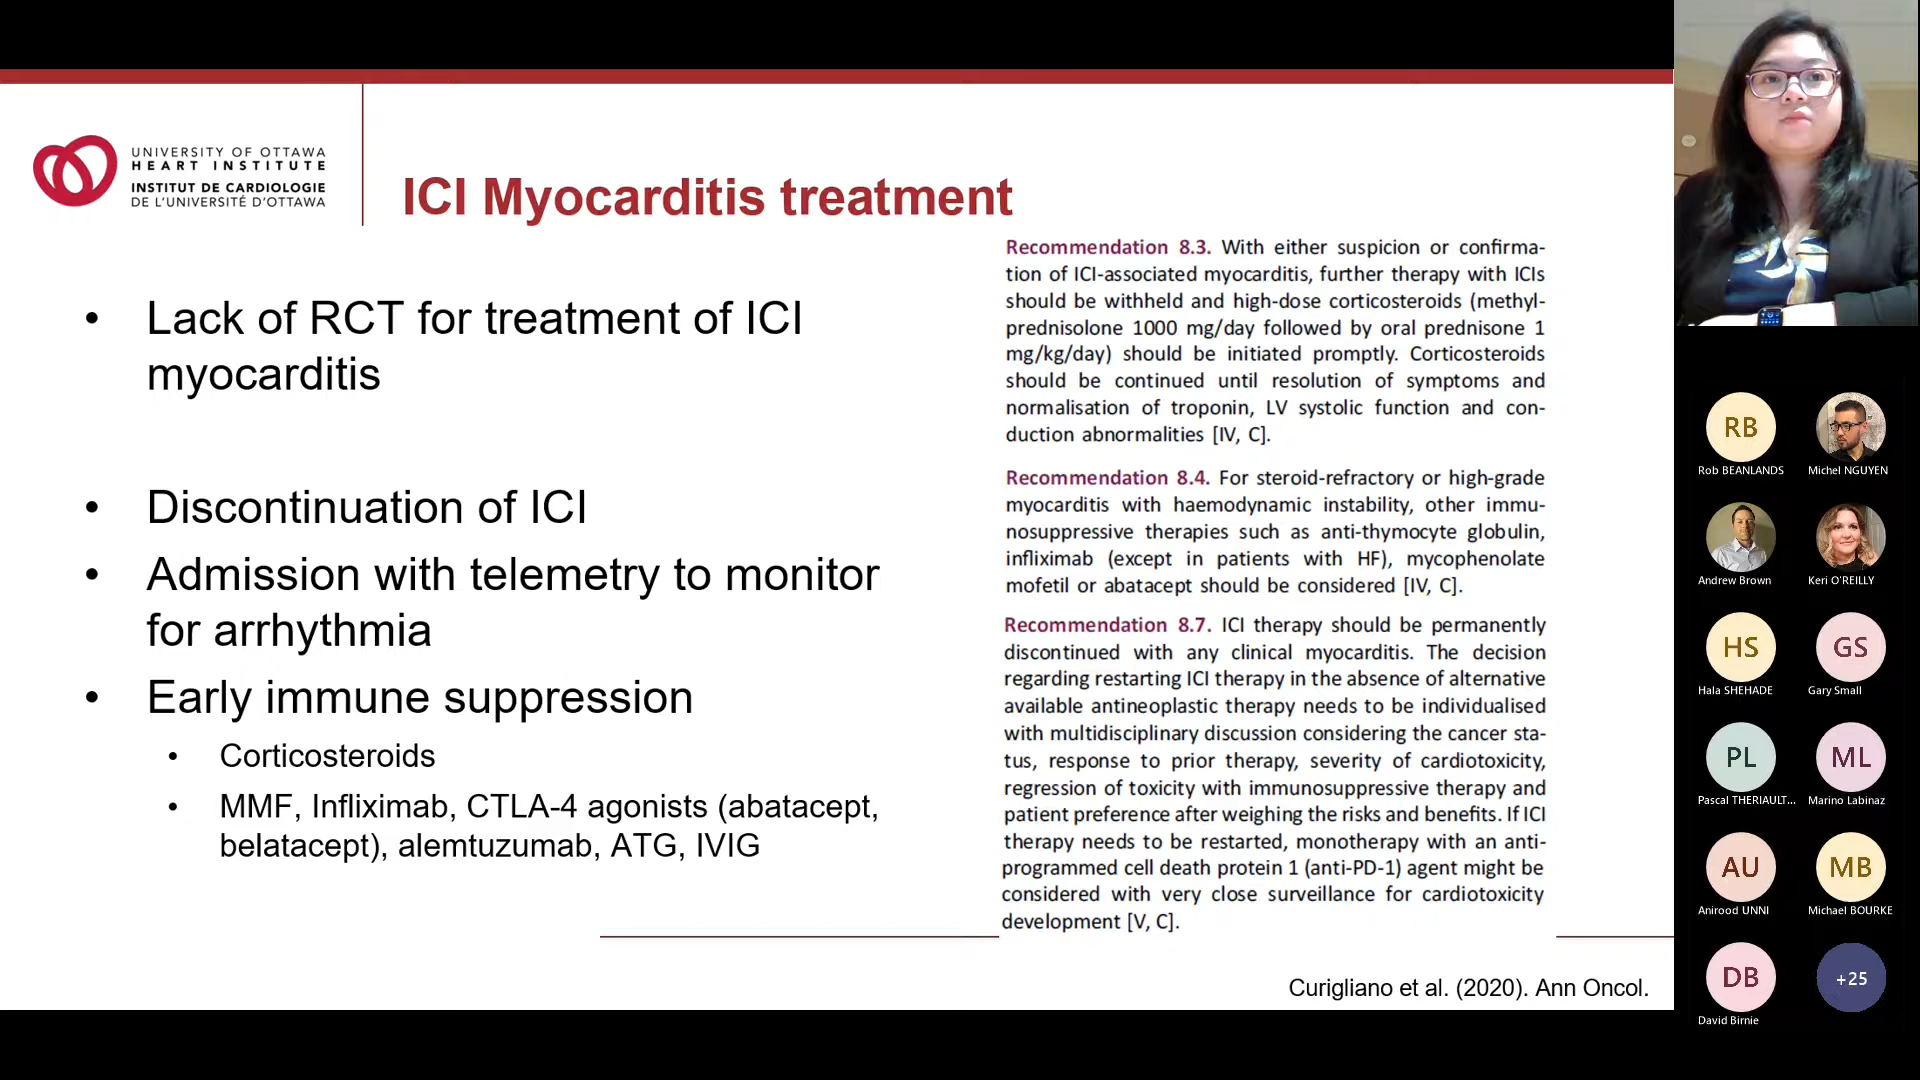 UNIVERSITY OF OTTAWA
HEART INSTITUTE
INSTITUT DE CARDIOLOGIE
DE L'UNIVERSITÉ D'OTTAWA
ICI Myocarditis treatment
• Lack of RCT for treatment of ICI
myocarditis
• Discontinuation of ICI
• Admission with telemetry to monitor
for arrhythmia
• Early immune suppression
• Corticosteroids
• MMF, Infliximab, CTLA-4 agonists (abatacept,
belatacept), alemtuzumab, ATG, IVIG
Recommendation 8.3. With either suspicion or confirma-
tion of ICI-associated myocarditis, further therapy with ICIs
should be withheld and high-dose corticosteroids (methyl-
prednisolone 1000 mg/day followed by oral prednisone 1
mg/kg/day) should be initiated promptly. Corticosteroids
should be continued until resolution of symptoms and
normalisation of troponin, LV systolic function and con-
duction abnormalities [IV, C].
Recommendation 8.4. For steroid-refractory or high-grade
myocarditis with haemodynamic instability, other immu-
nosuppressive therapies such as anti-thymocyte globulin,
infliximab (except in patients with HF), mycophenolate
mofetil or abatacept should be considered [IV, C].
Recommendation 8.7. ICI therapy should be permanently
discontinued with any clinical myocarditis. The decision
regarding restarting ICI therapy in the absence of alternative
available antineoplastic therapy needs to be individualised
with multidisciplinary discussion considering the cancer sta-
tus, response to prior therapy, severity of cardiotoxicity,
regression of toxicity with immunosuppressive therapy and
patient preference after weighing the risks and benefits. If ICI
therapy needs to be restarted, monotherapy with an anti-
programmed cell death protein 1 (anti-PD-1) agent might be
considered with very close surveillance for cardiotoxicity
development [V, C].
Curigliano et al. (2020). Ann Oncol.
RB
Rob BEANLANDS
Michel NGUYEN
Andrew Brown
Keri O'REILLY
HS
GS
Hala SHEHADE
Gary Small
PL
ML
Pascal THERIAULT...
Marino Labinaz
AU
MB
Anirood UNNI
Michael BOURKE
DB
+25
David Birnie